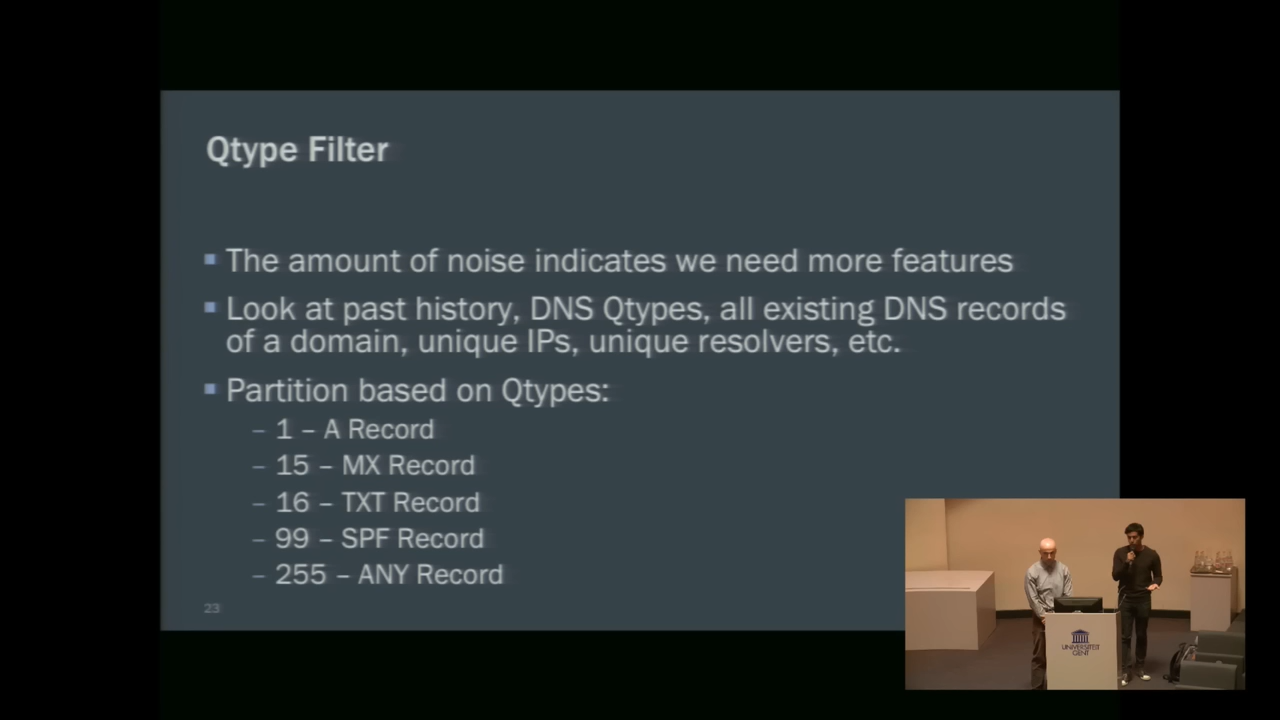 Qtype Filter
The amount of noise indicates we need more features
Look at past history, DNS Qtypes, all existing DNS records
of a domain, unique IPs, unique resolvers, etc.
Partition based on Qtypes:
– 1 – A Record
– 15 – MX Record
– 16 – TXT Record
– 99 – SPF Record
– 255 – ANY Record
23
UNIVERSITEIT
GENT